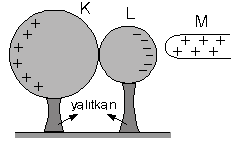 K L M
+ + + + + +
- - - - -
+ + + +
+ + + +
yalıtkan